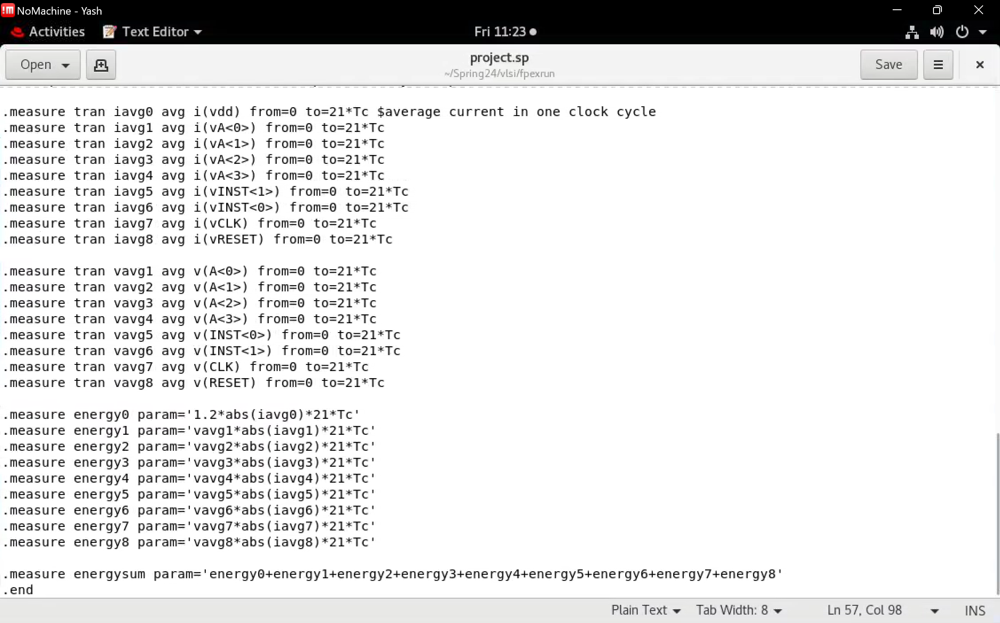 !m NoMachine - Yash
Activities Text Editor Fri 11:23
Open project.sp Save
~/Spring24/vlsi/fpexrun
.measure tran iavg0 avg i(vdd) from=0 to=21*Tc $average current in one clock cycle
.measure tran iavg1 avg i(vA<0>) from=0 to=21*Tc
.measure tran iavg2 avg i(vA<1>) from=0 to=21*Tc
.measure tran iavg3 avg i(vA<2>) from=0 to=21*Tc
.measure tran iavg4 avg i(vA<3>) from=0 to=21*Tc
.measure tran iavg5 avg i(vINST<1>) from=0 to=21*Tc
.measure tran iavg6 avg i(vINST<0>) from=0 to=21*Tc
.measure tran iavg7 avg i(vCLK) from=0 to=21*Tc
.measure tran iavg8 avg i(vRESET) from=0 to=21*Tc
.measure tran vavg1 avg v(A<0>) from=0 to=21*Tc
.measure tran vavg2 avg v(A<1>) from=0 to=21*Tc
.measure tran vavg3 avg v(A<2>) from=0 to=21*Tc
.measure tran vavg4 avg v(A<3>) from=0 to=21*Tc
.measure tran vavg5 avg v(INST<0>) from=0 to=21*Tc
.measure tran vavg6 avg v(INST<1>) from=0 to=21*Tc
.measure tran vavg7 avg v(CLK) from=0 to=21*Tc
.measure tran vavg8 avg v(RESET) from=0 to=21*Tc
.measure energy0 param='1.2*abs(iavg0)*21*Tc'
.measure energy1 param='vavg1*abs(iavg1)*21*Tc'
.measure energy2 param='vavg2*abs(iavg2)*21*Tc'
.measure energy3 param='vavg3*abs(iavg3)*21*Tc'
.measure energy4 param='vavg4*abs(iavg4)*21*Tc'
.measure energy5 param='vavg5*abs(iavg5)*21*Tc'
.measure energy6 param='vavg6*abs(iavg6)*21*Tc'
.measure energy7 param='vavg7*abs(iavg7)*21*Tc'
.measure energy8 param='vavg8*abs(iavg8)*21*Tc'
.measure energysum param='energy0+energy1+energy2+energy3+energy4+energy5+energy6+energy7+energy8'
.end
Plain Text Tab Width: 8 Ln 57, Col 98 INS